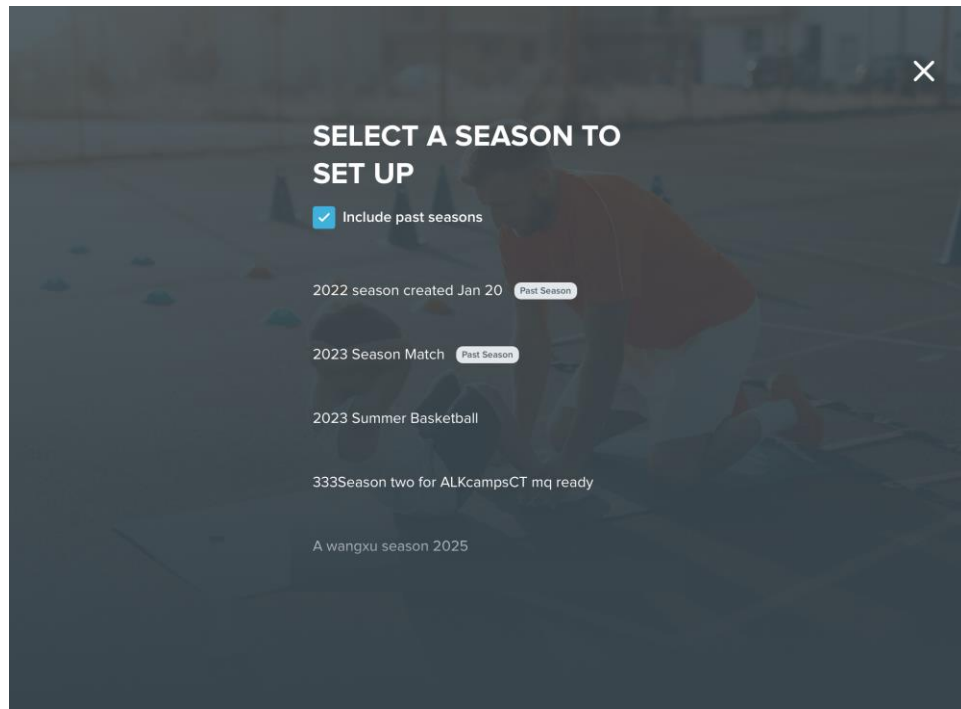 SELECT A SEASON TO
SET UP
Include past seasons
2022 season created Jan 20 Past Season
2023 Season Match Past Season
2023 Summer Basketball
333Season two for ALKcampsCT mq ready
A wangxu season 2025